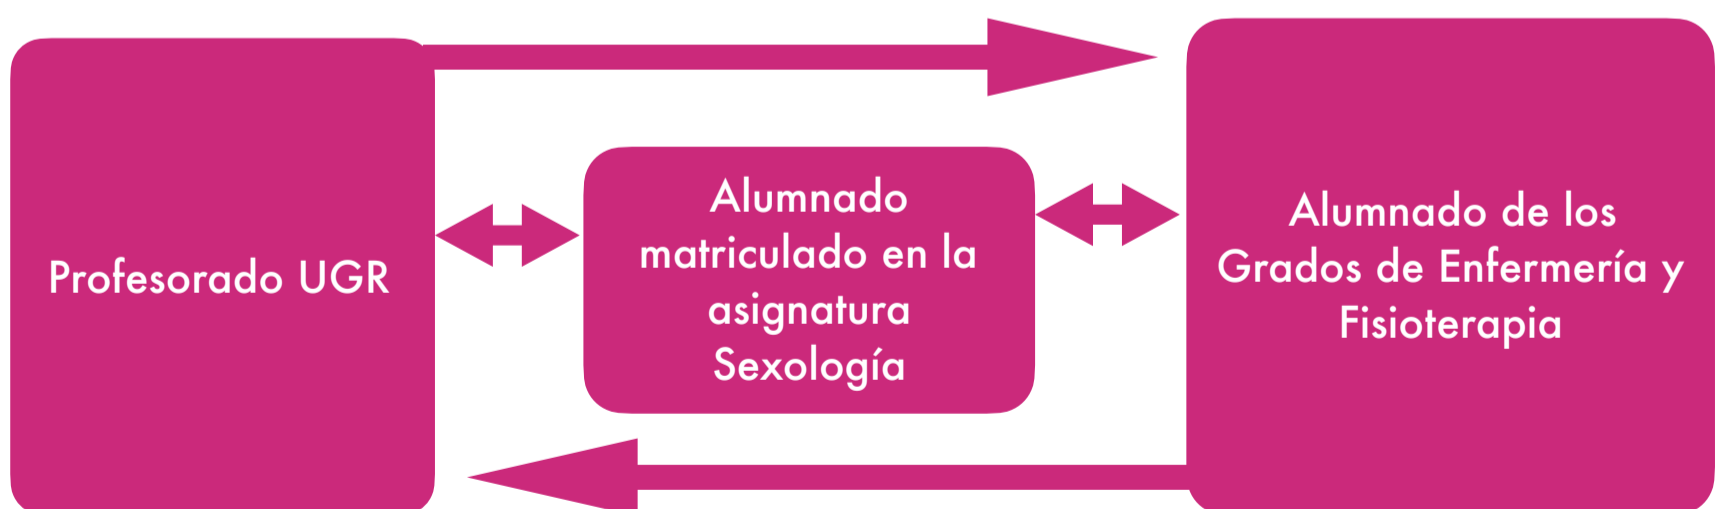 Profesorado UGR
Alumnado
matriculado en la
asignatura
Sexología
Alumnado de los
Grados de Enfermería y
Fisioterapia